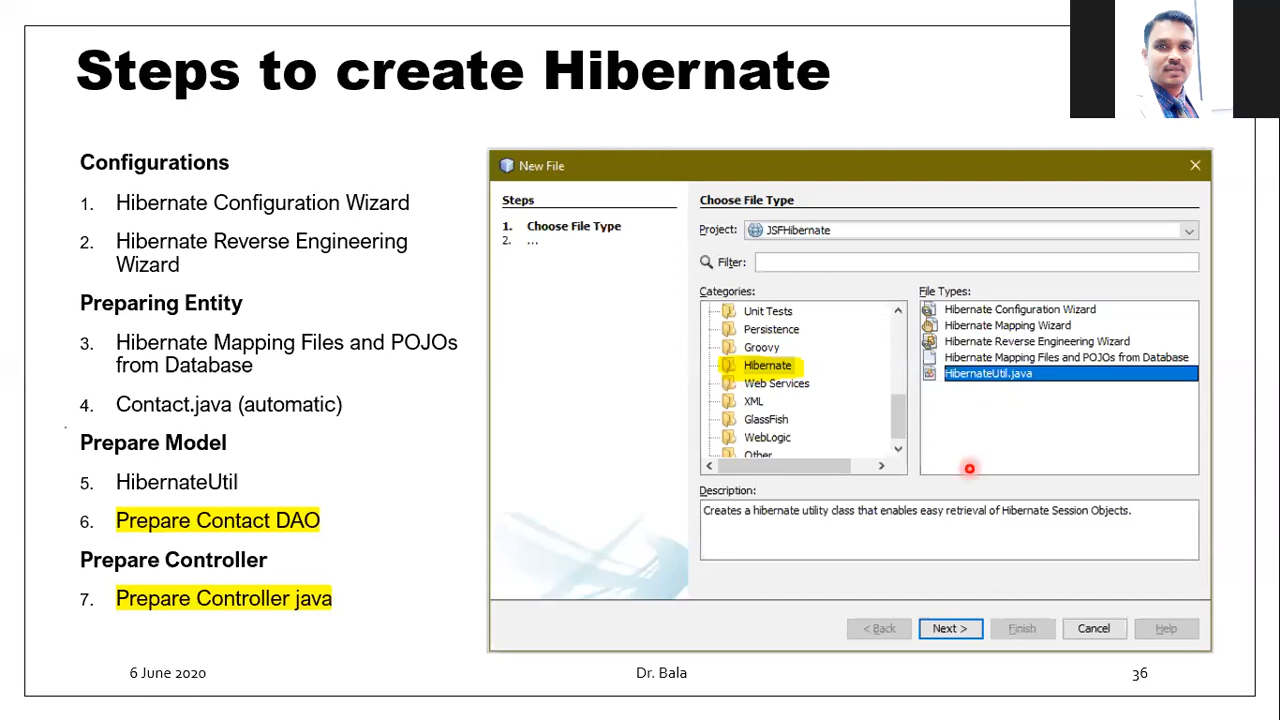 Steps to create Hibernate
Configurations
1. Hibernate Configuration Wizard
2. Hibernate Reverse Engineering
Wizard
Preparing Entity
3. Hibernate Mapping Files and POJOs
from Database
4. Contact.java (automatic)
Prepare Model
5. HibernateUtil
6. Prepare Contact DAO
Prepare Controller
7. Prepare Controller java
New File
Steps
1. Choose File Type
2. ...
Choose File Type
Project: JSFHibernate
Filter:
Categories:
Unit Tests
Persistence
Groovy
Hibernate
Web Services
XML
GlassFish
WebLogic
Other
File Types:
Hibernate Configuration Wizard
Hibernate Mapping Wizard
Hibernate Reverse Engineering Wizard
Hibernate Mapping Files and POJOs from Database
HibernateUtil.java
Description:
Creates a hibernate utility class that enables easy retrieval of Hibernate Session Objects.
< Back Next > Finish Cancel Help
6 June 2020 Dr. Bala 36